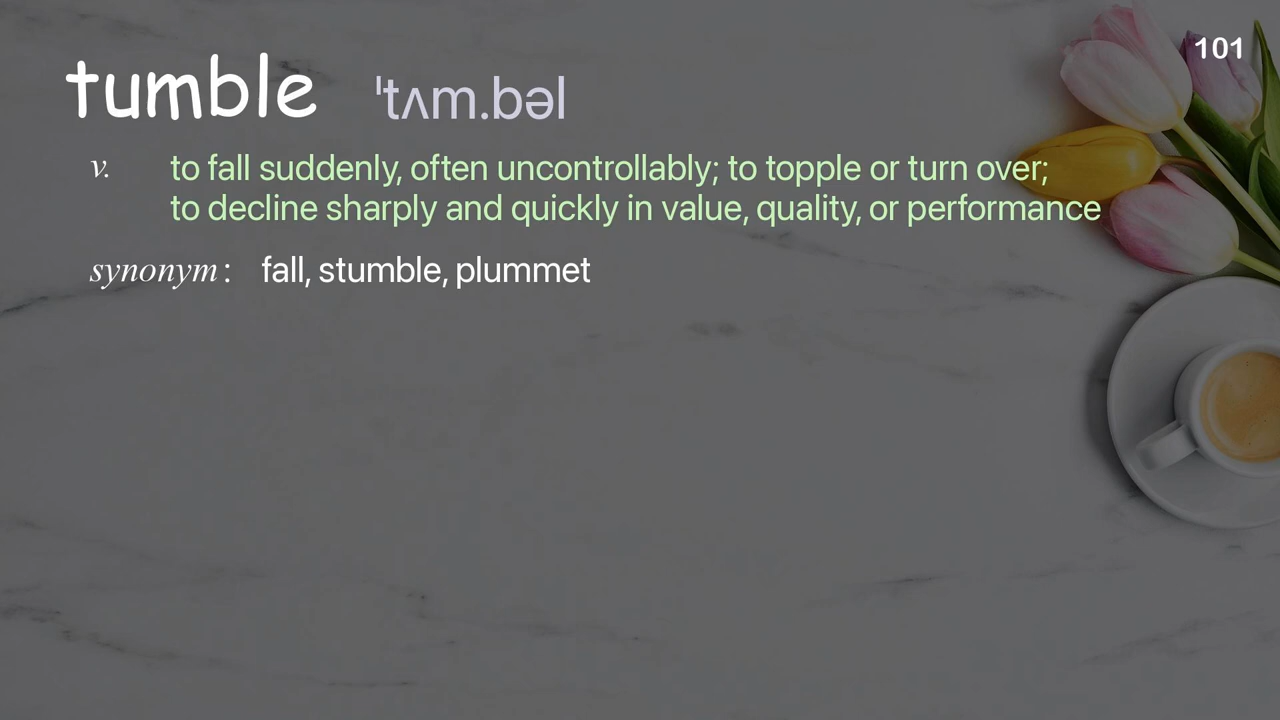 101
tumble ˈtʌm.bəl
v. to fall suddenly, often uncontrollably; to topple or turn over;
to decline sharply and quickly in value, quality, or performance
synonym : fall, stumble, plummet